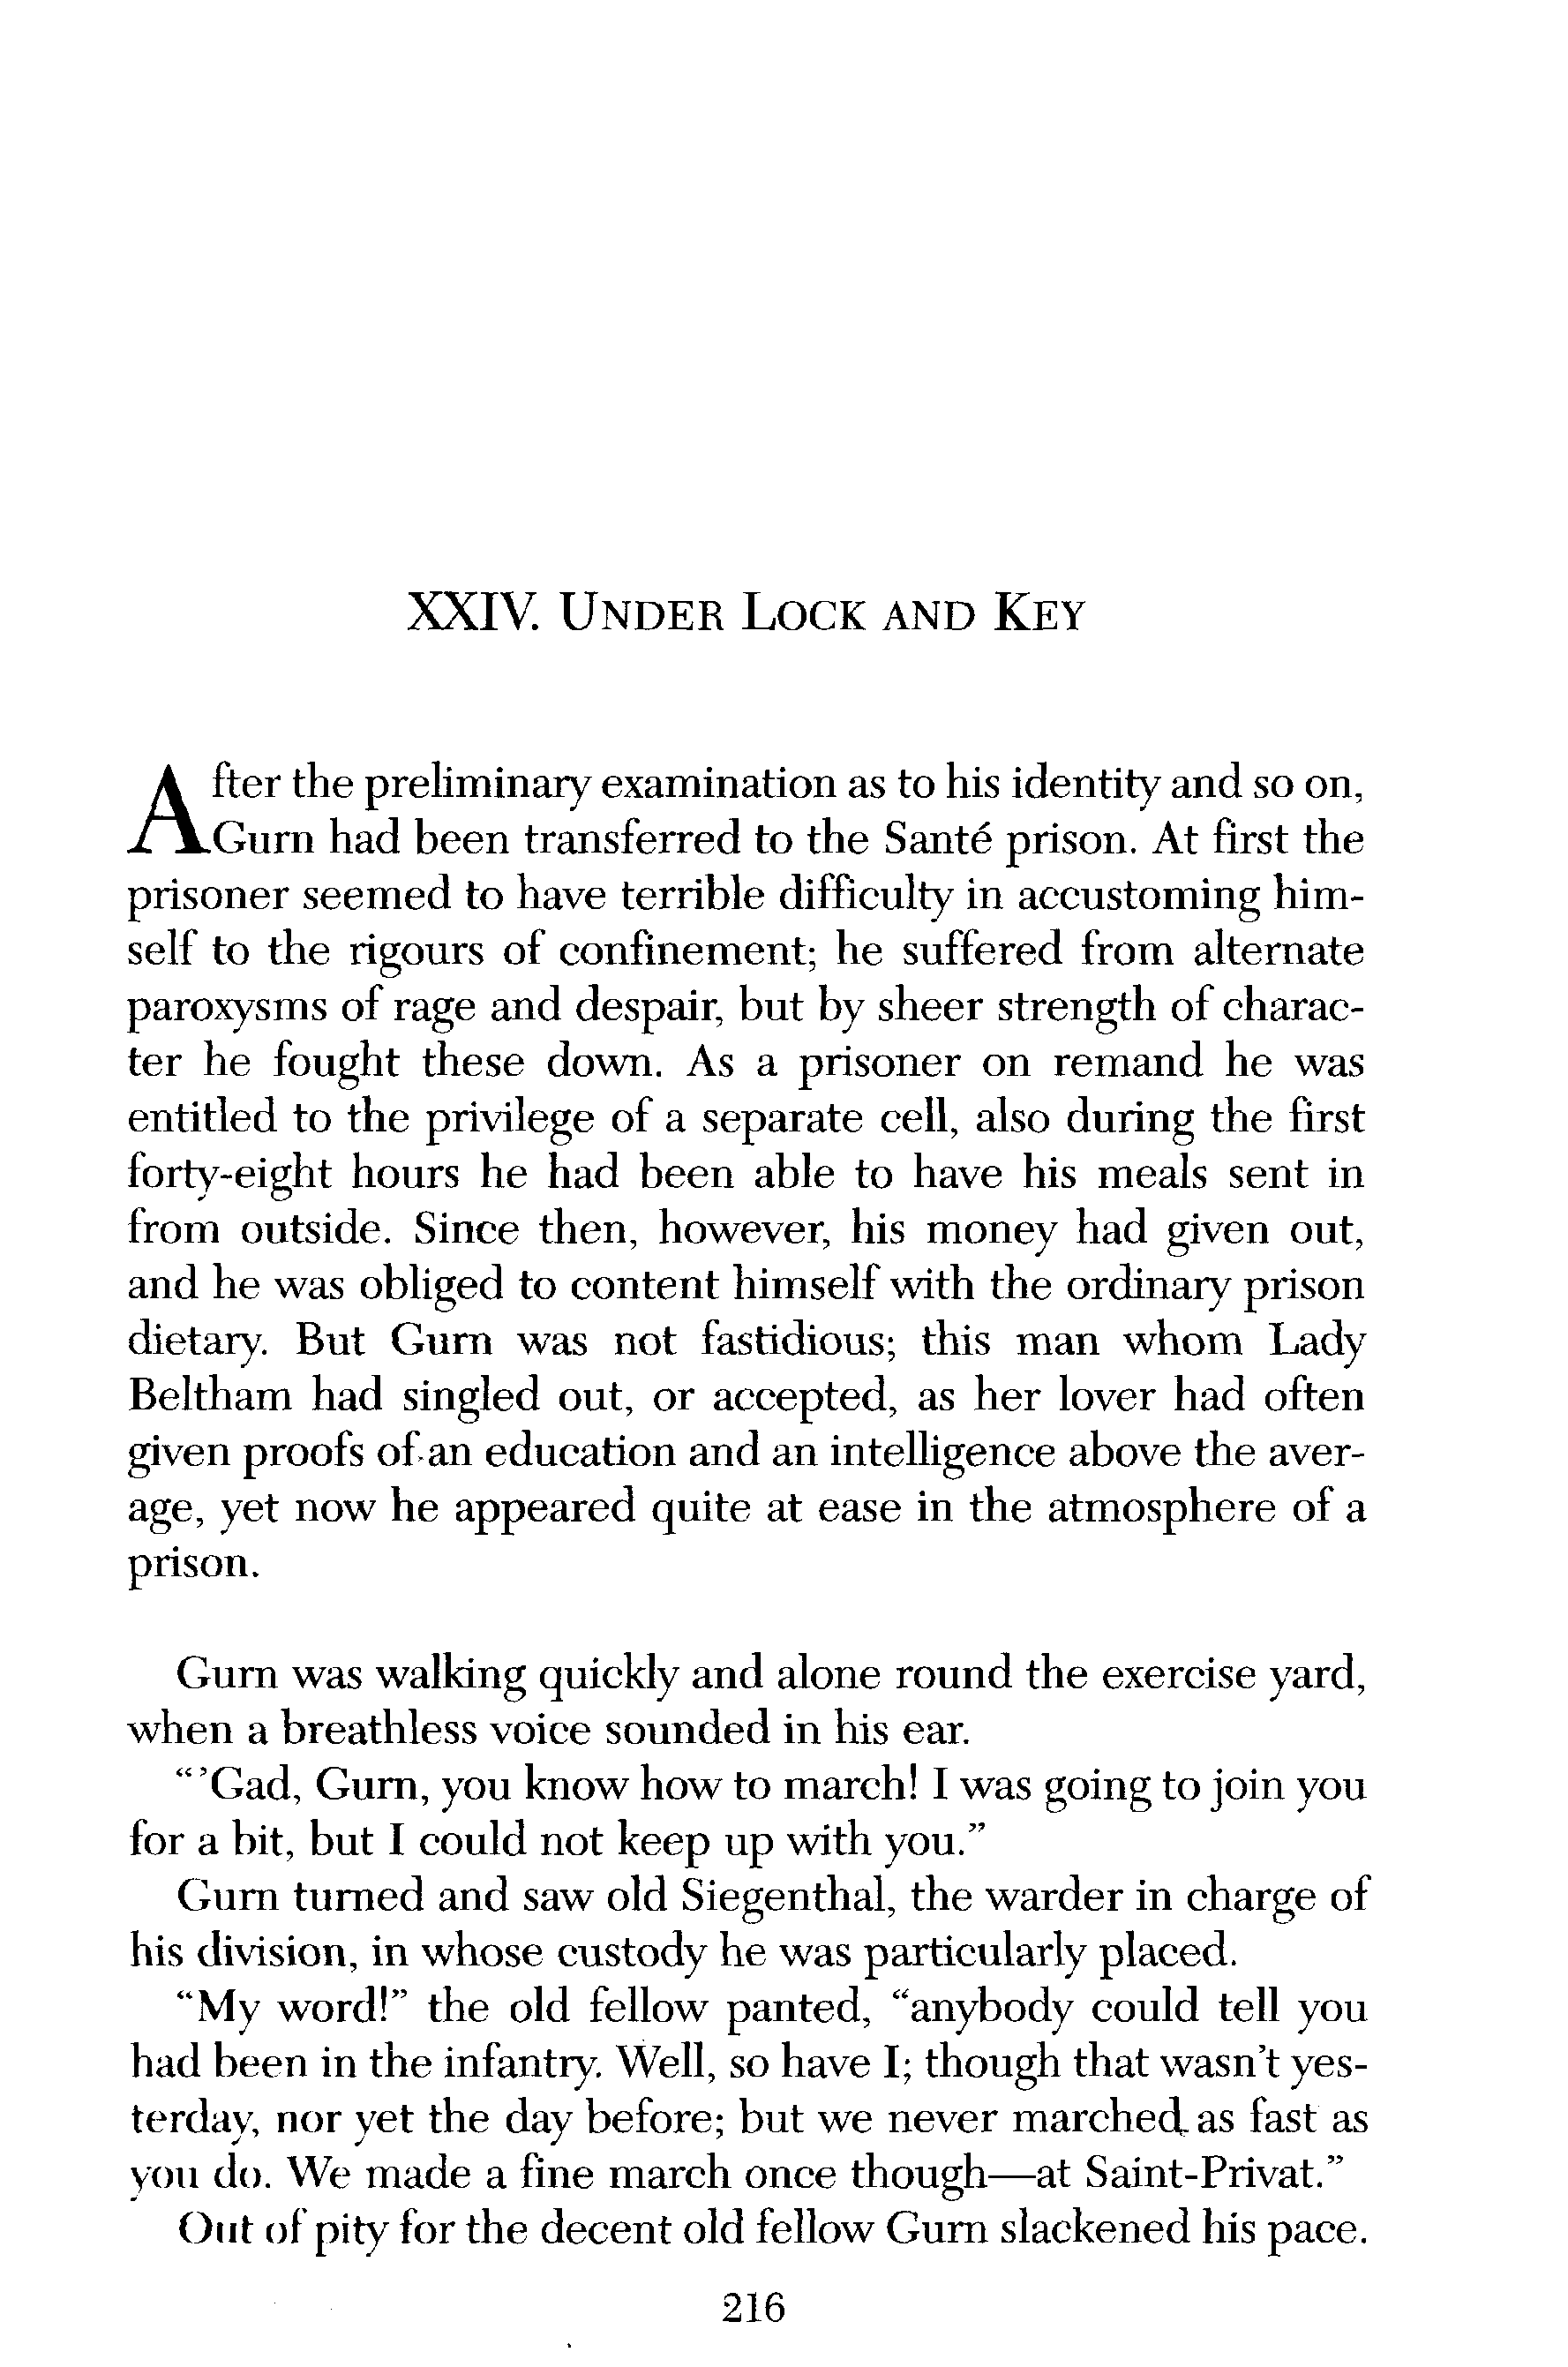 XXIV. UNDER LOCK AND KEY
After the preliminary examination as to his identity and so on,
Gurn had been transferred to the Santé prison. At first the
prisoner seemed to have terrible difficulty in accustoming him-
self to the rigours of confinement; he suffered from alternate
paroxysms of rage and despair, but by sheer strength of charac-
ter he fought these down. As a prisoner on remand he was
entitled to the privilege of a separate cell, also during the first
forty-eight hours he had been able to have his meals sent in
from outside. Since then, however, his money had given out,
and he was obliged to content himself with the ordinary prison
dietary. But Gurn was not fastidious; this man whom Lady
Beltham had singled out, or accepted, as her lover had often
given proofs of an education and an intelligence above the aver-
age, yet now he appeared quite at ease in the atmosphere of a
prison.
Gurn was walking quickly and alone round the exercise yard,
when a breathless voice sounded in his ear.
“’Gad, Gurn, you know how to march! I was going to join you
for a bit, but I could not keep up with you.”
Gurn turned and saw old Siegenthal, the warder in charge of
his division, in whose custody he was particularly placed.
“My word!” the old fellow panted, “anybody could tell you
had been in the infantry. Well, so have I; though that wasn’t yes-
terday, nor yet the day before; but we never marched as fast as
you do. We made a fine march once though—at Saint-Privat.”
Out of pity for the decent old fellow Gurn slackened his pace.
216